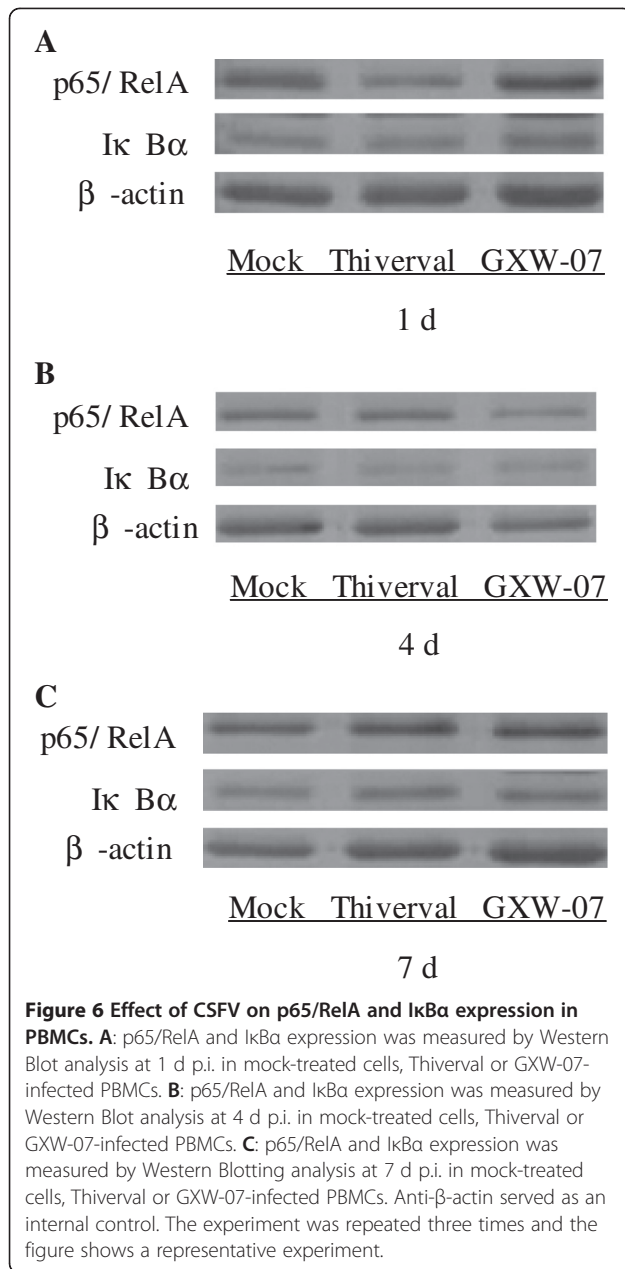 A
p65/ RelA
Iκ Bα
β -actin
Mock Thiverval GXW-07
1 d
B
p65/ RelA
Iκ Bα
β -actin
Mock Thiverval GXW-07
4 d
C
p65/ RelA
Iκ Bα
β -actin
Mock Thiverval GXW-07
7 d
Figure 6 Effect of CSFV on p65/RelA and IκBα expression in
PBMCs. A: p65/RelA and IκBα expression was measured by Western
Blot analysis at 1 d p.i. in mock-treated cells, Thiverval or GXW-07-
infected PBMCs. B: p65/RelA and IκBα expression was measured by
Western Blot analysis at 4 d p.i. in mock-treated cells, Thiverval or
GXW-07-infected PBMCs. C: p65/RelA and IκBα expression was
measured by Western Blotting analysis at 7 d p.i. in mock-treated
cells, Thiverval or GXW-07-infected PBMCs. Anti-β-actin served as an
internal control. The experiment was repeated three times and the
figure shows a representative experiment.